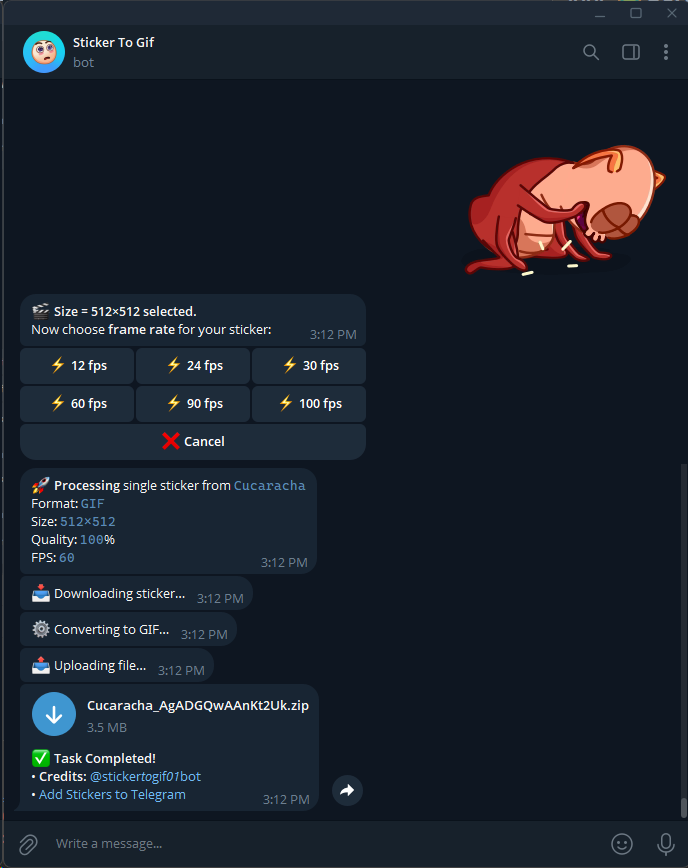 Sticker To Gif
bot
🎬 Size = 512×512 selected.
Now choose frame rate for your sticker:
3:12 PM
⚡ 12 fps
⚡ 24 fps
⚡ 30 fps
⚡ 60 fps
⚡ 90 fps
⚡ 100 fps
❌ Cancel
🚀 Processing single sticker from Cucaracha
Format: GIF
Size: 512×512
Quality: 100%
FPS: 60
3:12 PM
📥 Downloading sticker... 3:12 PM
⚙️ Converting to GIF... 3:12 PM
📤 Uploading file... 3:12 PM
Cucaracha_AgADGQwAAnKt2Uk.zip
3.5 MB
✅ Task Completed!
• Credits: @stickertogif01bot
• Add Stickers to Telegram
3:12 PM
Write a message...